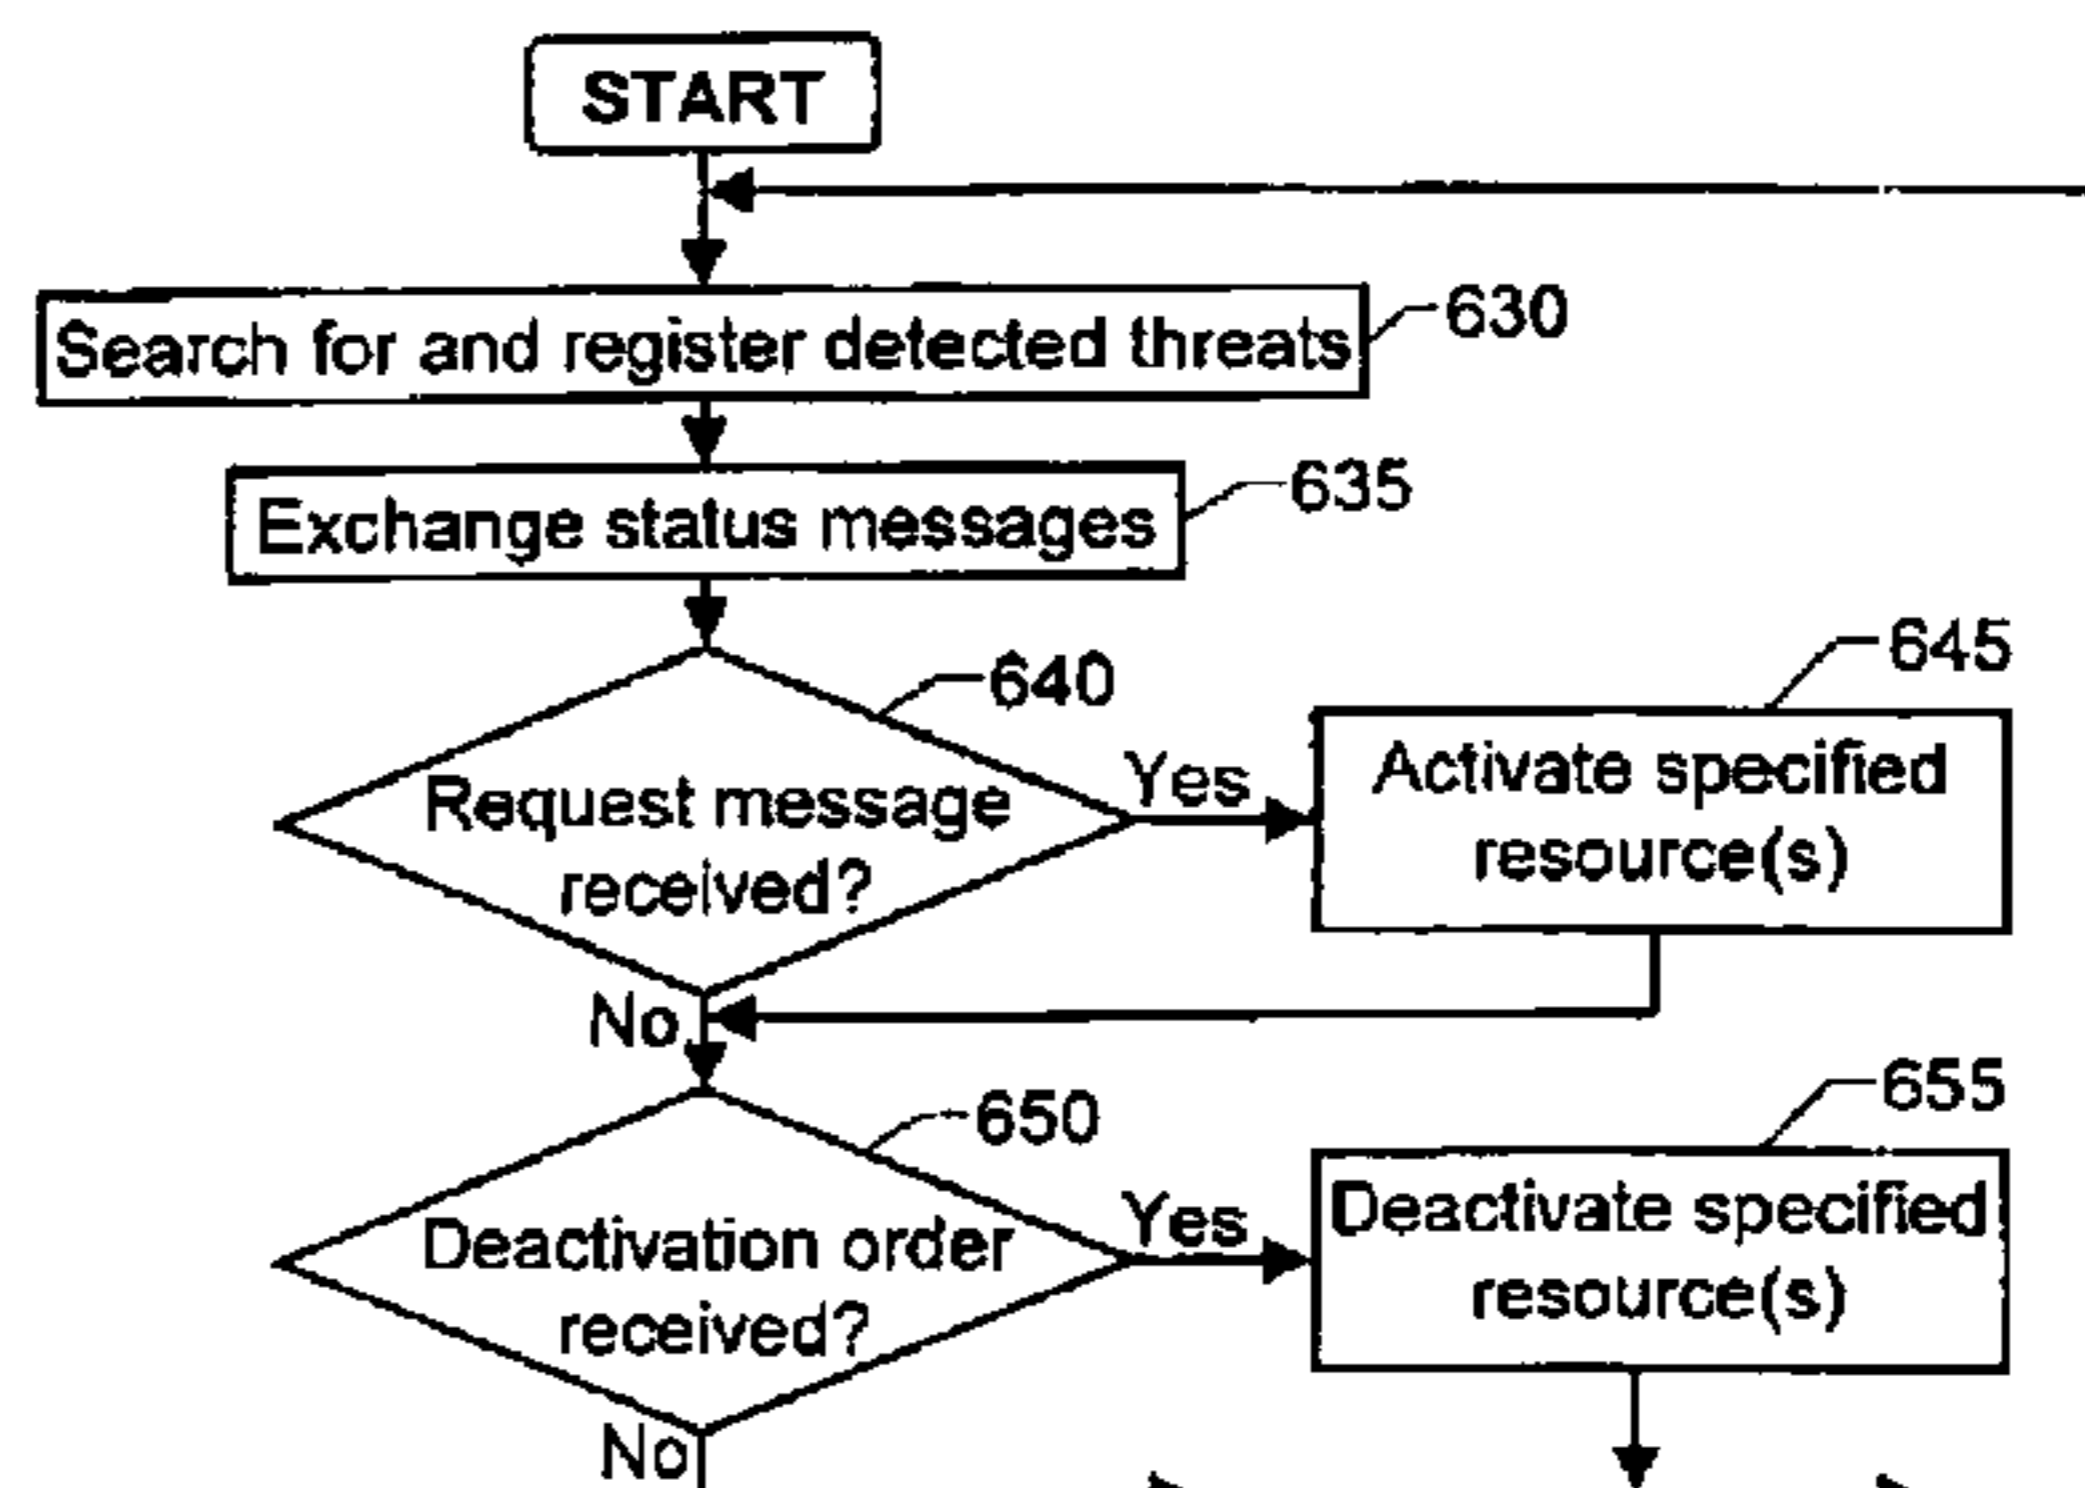 START
Search for and register detected threats
630
Exchange status messages
635
640
645
Request message
received?
Yes
Activate specified
resource(s)
No
650
655
Deactivation order
received?
Yes
Deactivate specified
resource(s)
No